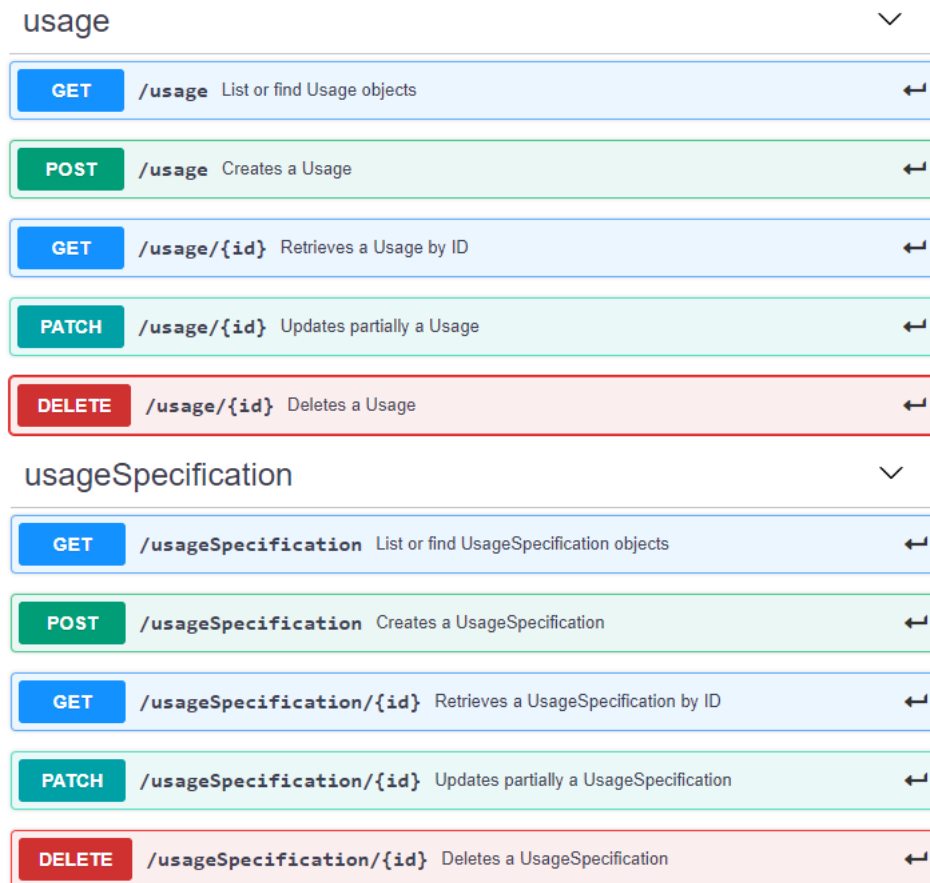 usage
GET /usage List or find Usage objects
POST /usage Creates a Usage
GET /usage/{id} Retrieves a Usage by ID
PATCH /usage/{id} Updates partially a Usage
DELETE /usage/{id} Deletes a Usage
usageSpecification
GET /usageSpecification List or find UsageSpecification objects
POST /usageSpecification Creates a UsageSpecification
GET /usageSpecification/{id} Retrieves a UsageSpecification by ID
PATCH /usageSpecification/{id} Updates partially a UsageSpecification
DELETE /usageSpecification/{id} Deletes a UsageSpecification